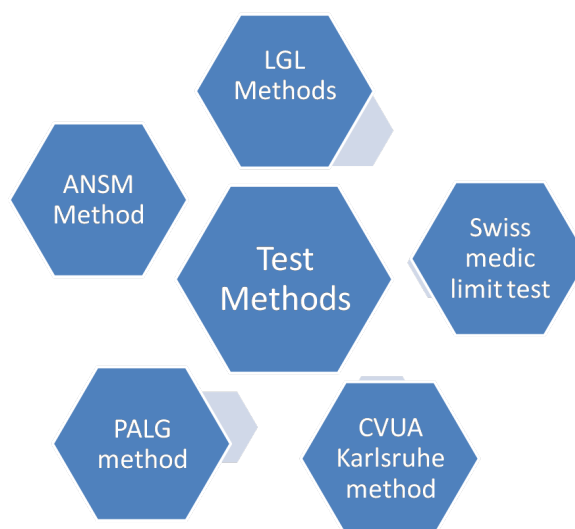 LGL
Methods
ANSM
Method
Swiss
medic
limit test
Test
Methods
PALG
method
CVUA
Karlsruhe
method